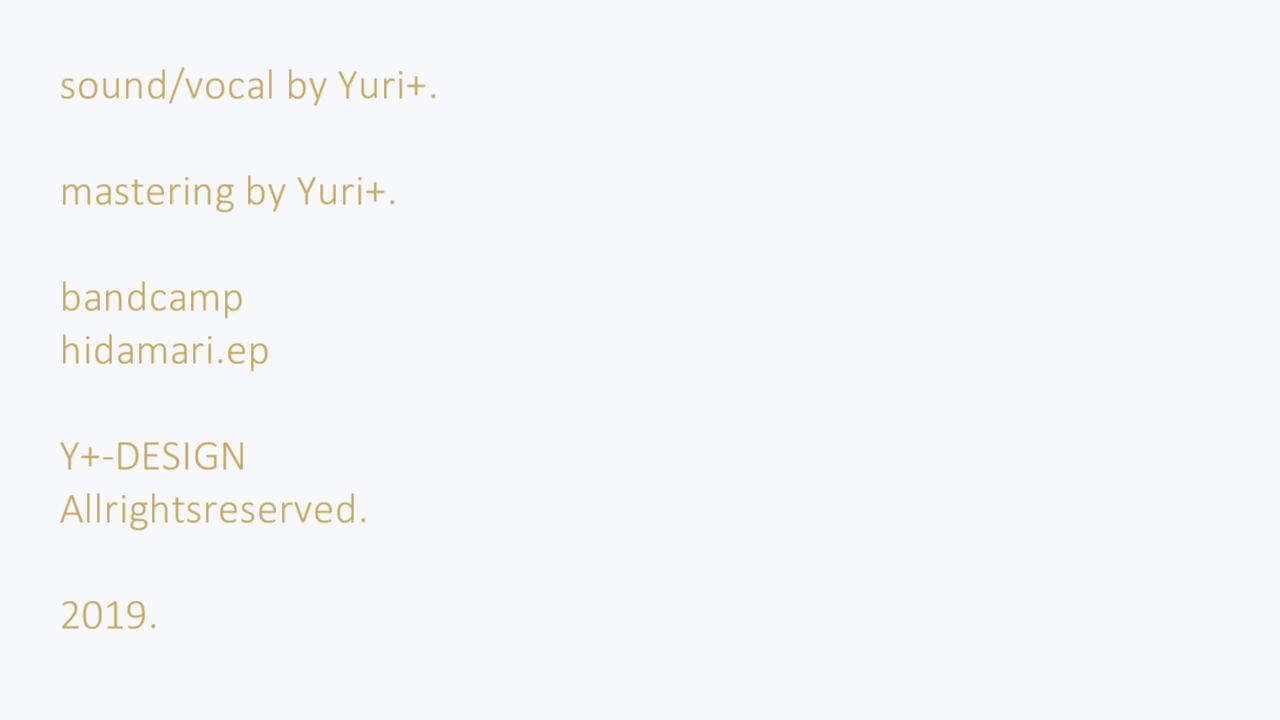 sound/vocal by Yuri+.
mastering by Yuri+.
bandcamp
hidamari.ep
Y+-DESIGN
Allrightsreserved.
2019.